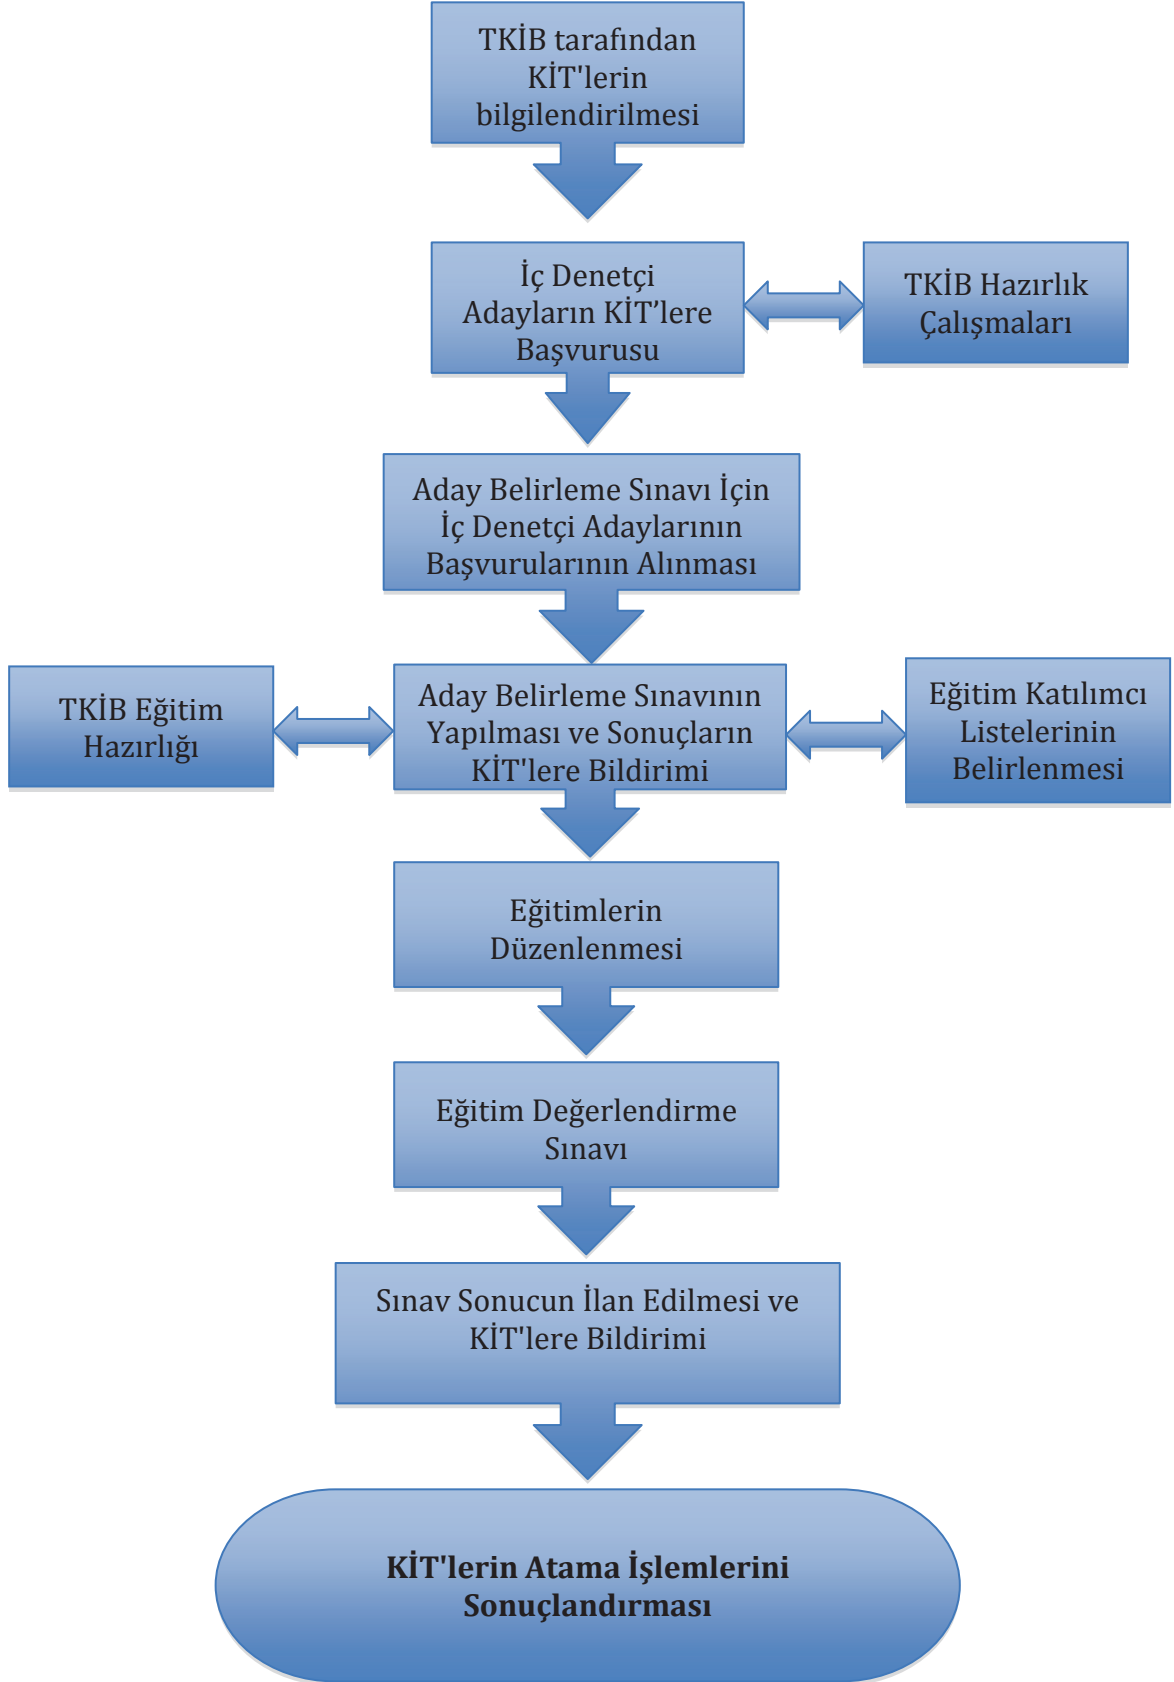 TKİB tarafından
KİT'lerin
bilgilendirilmesi
İç Denetçi
Adayların KİT’lere
Başvurusu
TKİB Hazırlık
Çalışmaları
Aday Belirleme Sınavı İçin
İç Denetçi Adaylarının
Başvurularının Alınması
TKİB Eğitim
Hazırlığı
Aday Belirleme Sınavının
Yapılması ve Sonuçların
KİT'lere Bildirimi
Eğitim Katılımcı
Listelerinin
Belirlenmesi
Eğitimlerin
Düzenlenmesi
Eğitim Değerlendirme
Sınavı
Sınav Sonucun İlan Edilmesi ve
KİT'lere Bildirimi
KİT'lerin Atama İşlemlerini
Sonuçlandırması